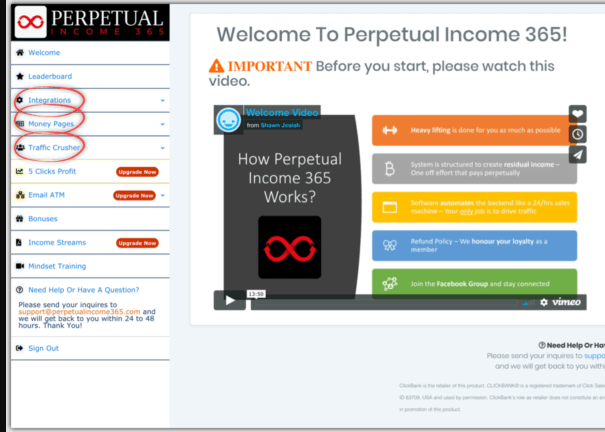 PERPETUAL
INCOME 365
Welcome
Leaderboard
Integrations
Money Pages
Traffic Crusher
5 Clicks Profit
Upgrade Now
Email ATM
Upgrade Now
Bonuses
Income Streams
Upgrade Now
Mindset Training
Need Help Or Have A Question?
Please send your inquires to
support@perpetualincome365.com and
we will get back to you within 24 to 48
hours. Thank You!
Sign Out
Welcome To Perpetual Income 365!
IMPORTANT Before you start, please watch this
video.
Welcome Video
from Shawn Josiah
How Perpetual
Income 365
Works?
Heavy lifting is done for you as much as possible
System is structured to create residual income –
One off effort that pays perpetually
Software automates the backend like a 24/hrs sales
machine – Your only job is to drive traffic
Refund Policy – We honour your loyalty as a
member
Join the Facebook Group and stay connected
13:50
vimeo
Need Help Or Hav
Please send your inquires to suppo
and we will get back to you with
ClickBank is the retailer of this product. CLICKBANK® is a registered trademark of Click Sales
ID 83706, USA and used by permission. ClickBank's role as retailer does not constitute an en
in promotion of this product.